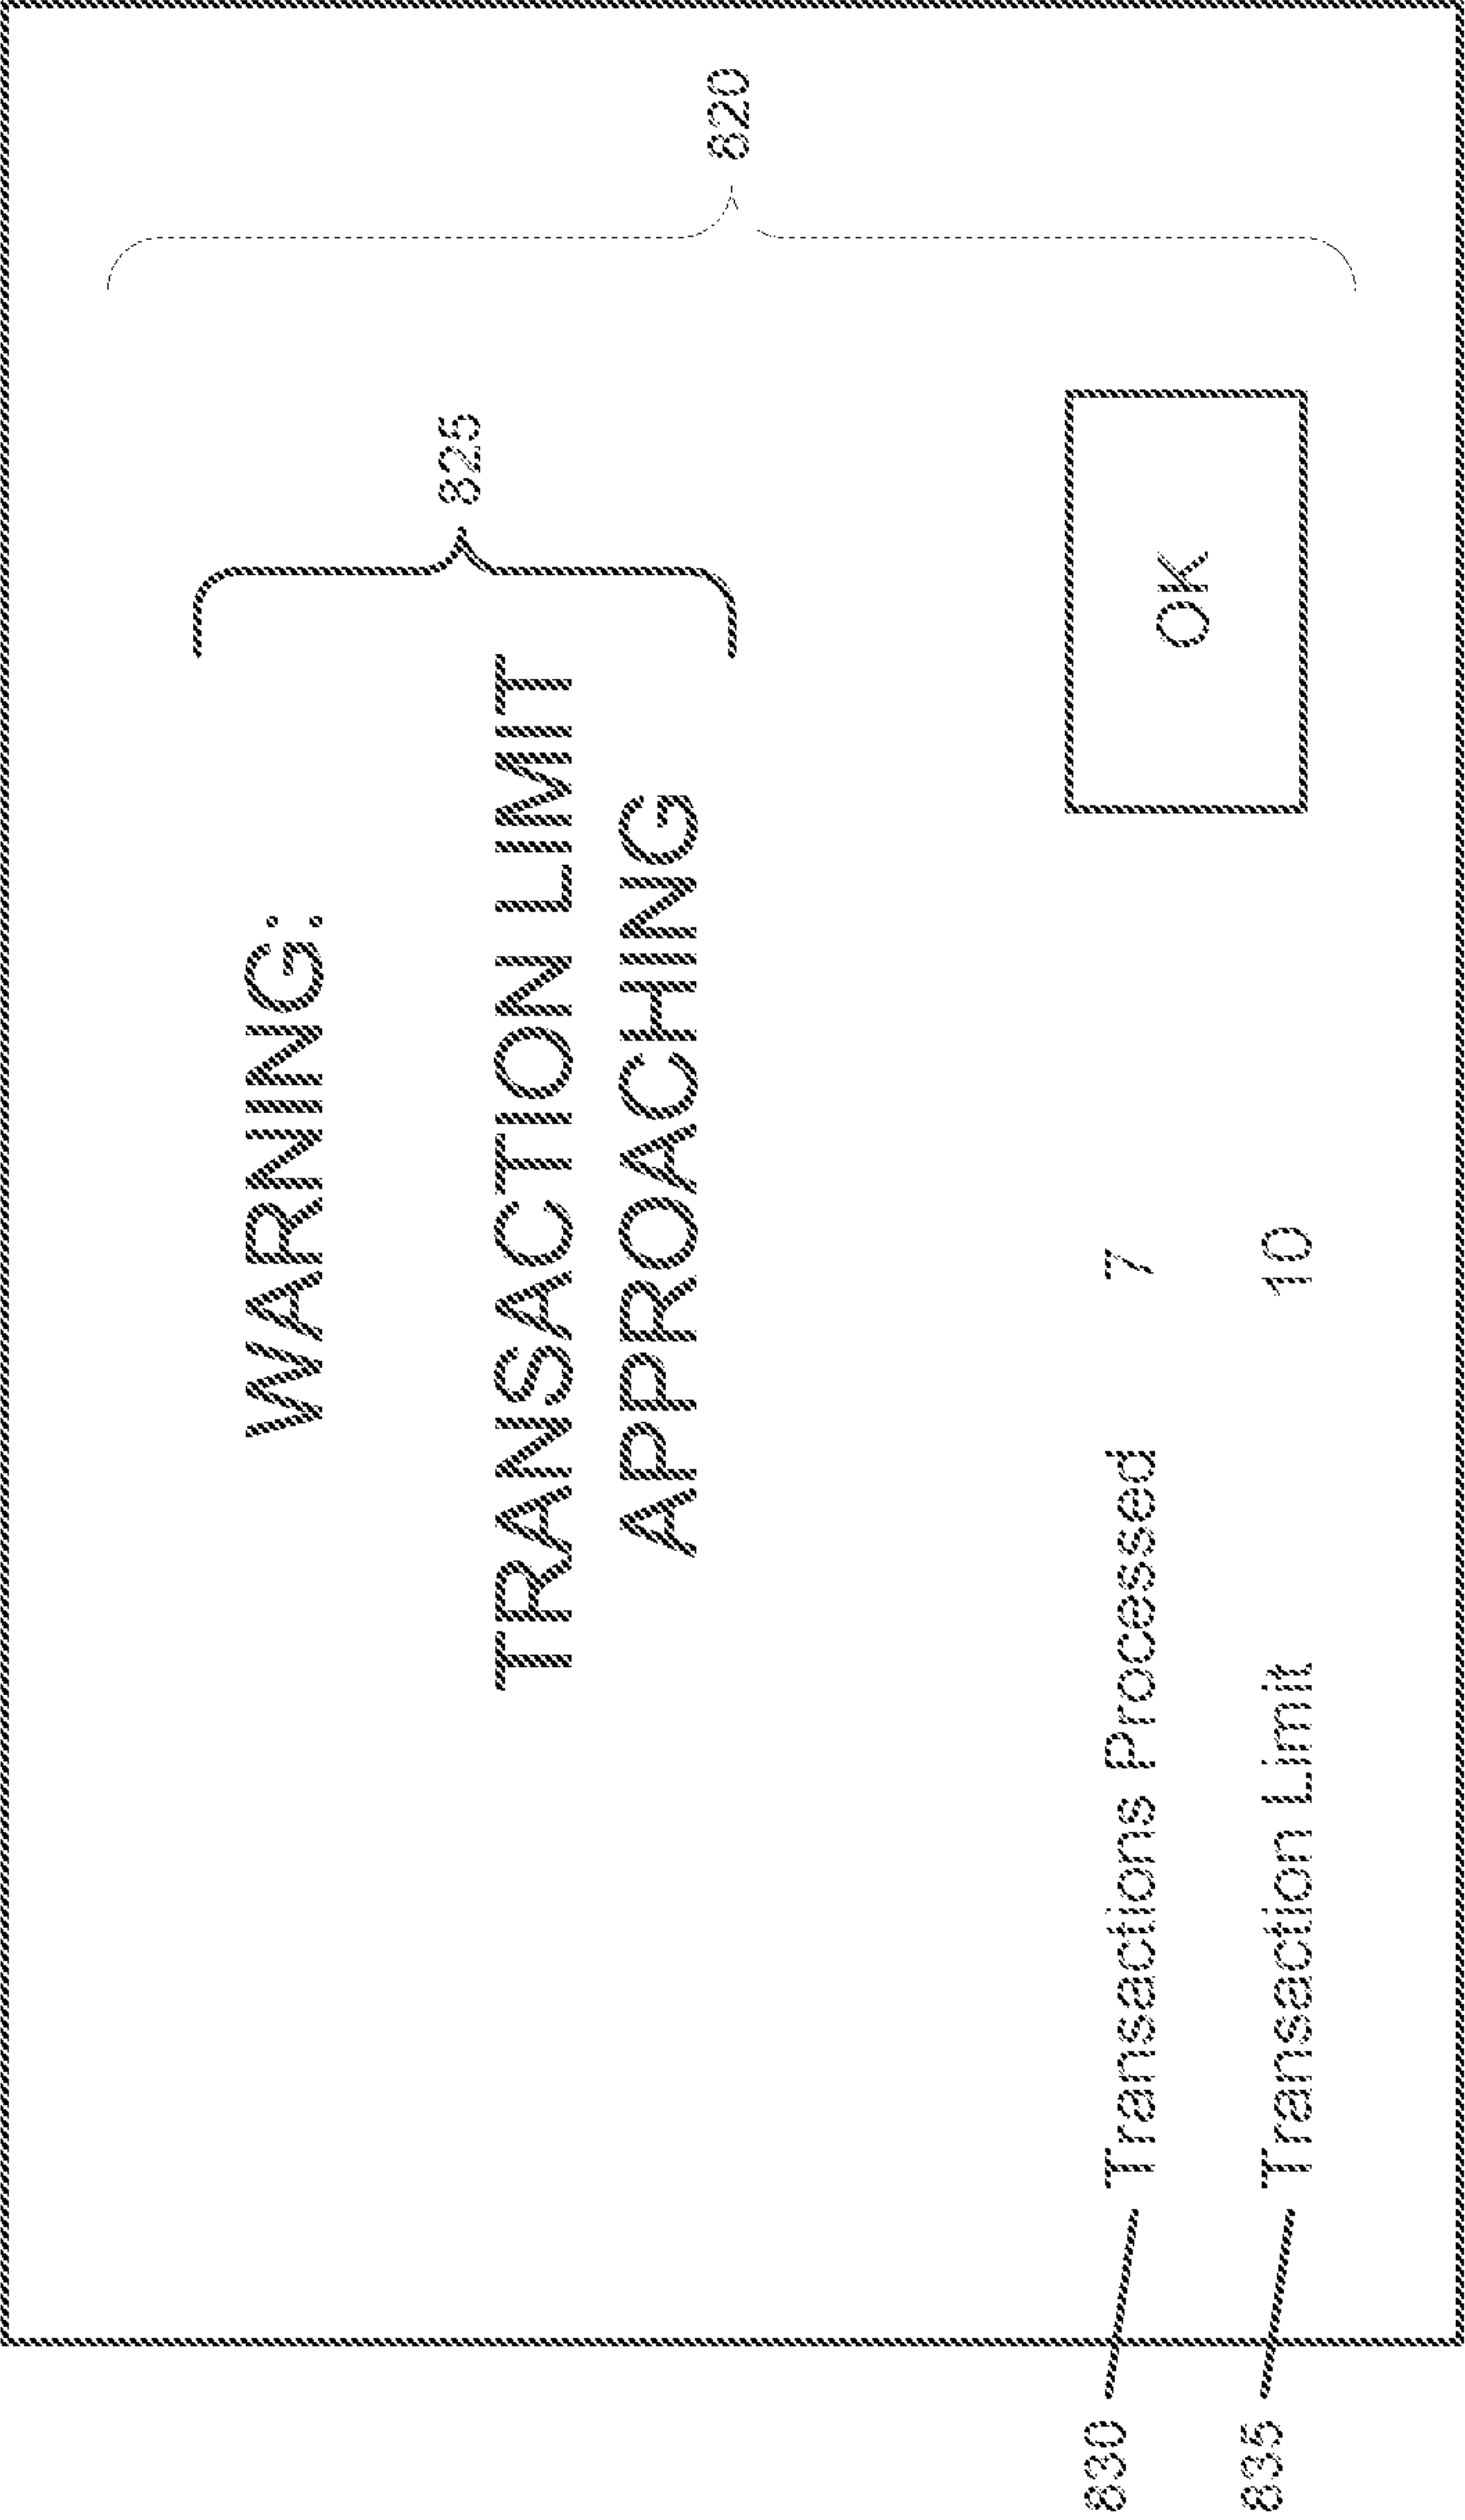 820
825
WARNING:
TRANSACTION LIMIT
APPROACHING
830
Transactions Processed 7
835
Transaction Limit 10
OK